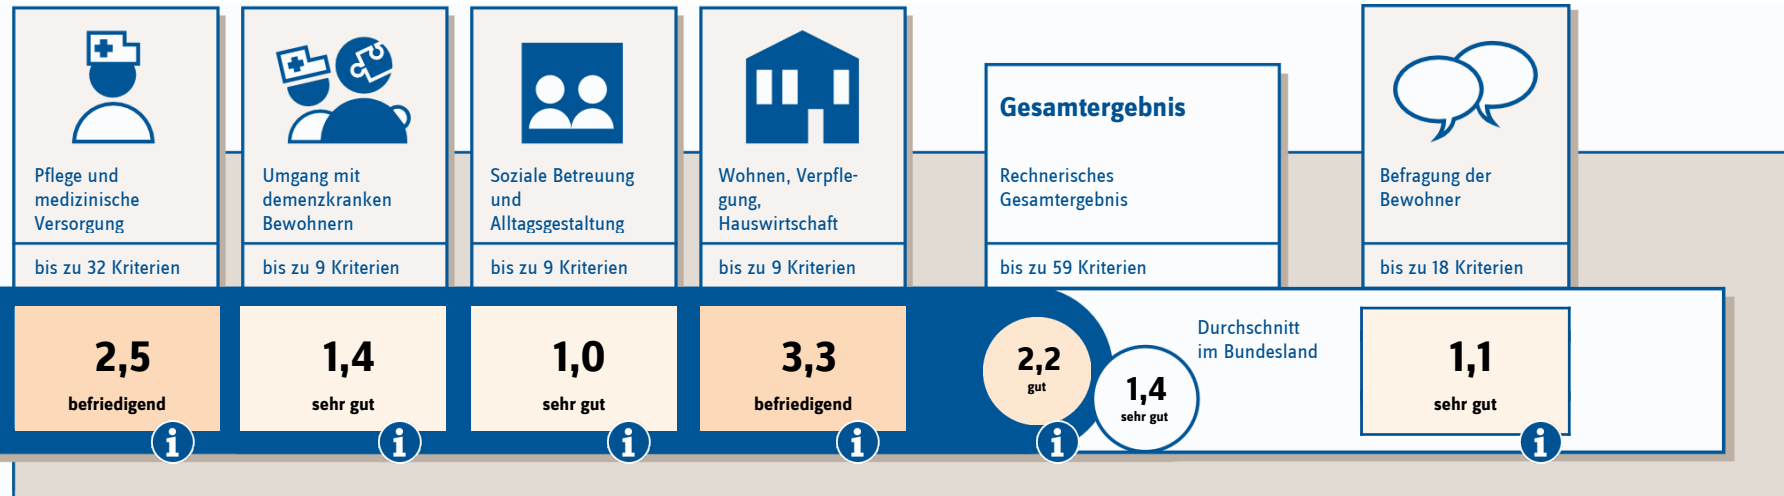 Pflege und
medizinische
Versorgung
bis zu 32 Kriterien
2,5
befriedigend
i
Umgang mit
demenzkranken
Bewohnern
bis zu 9 Kriterien
1,4
sehr gut
i
Soziale Betreuung
und
Alltagsgestaltung
bis zu 9 Kriterien
1,0
sehr gut
i
Wohnen, Verpfle-
gung,
Hauswirtschaft
bis zu 9 Kriterien
3,3
befriedigend
i
Gesamtergebnis
Rechnerisches
Gesamtergebnis
bis zu 59 Kriterien
2,2
gut
i
1,4
sehr gut
Durchschnitt
im Bundesland
Befragung der
Bewohner
bis zu 18 Kriterien
1,1
sehr gut
i